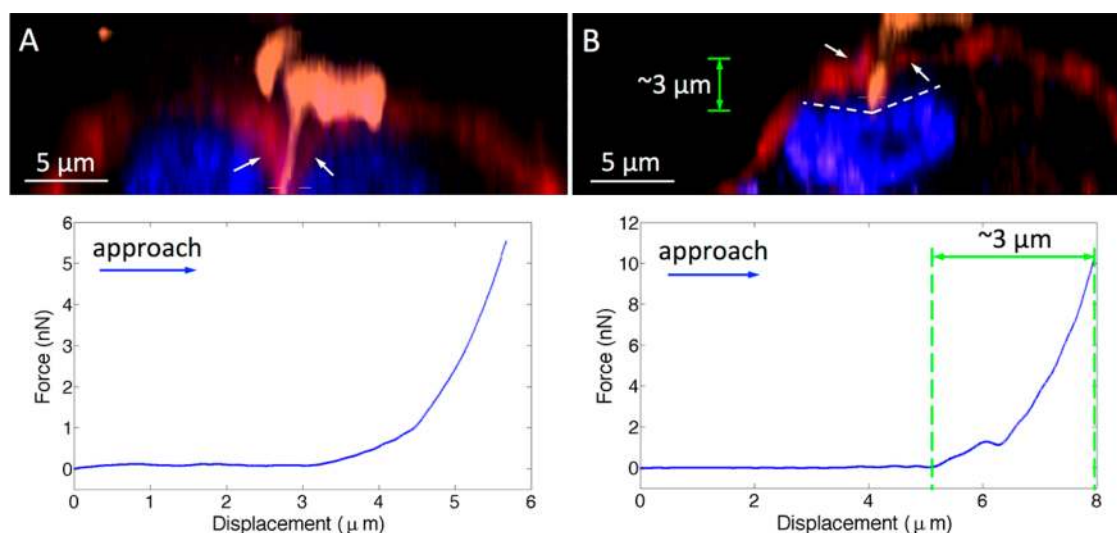 A
B
~3 μm
5 μm
5 μm
6
5
4
3
2
1
0
Force (nN)
approach
0 1 2 3 4 5 6
Displacement (μ m)
12
10
8
6
4
2
0
Force (nN)
approach
~3 μm
0 2 4 6 8
Displacement (μ m)